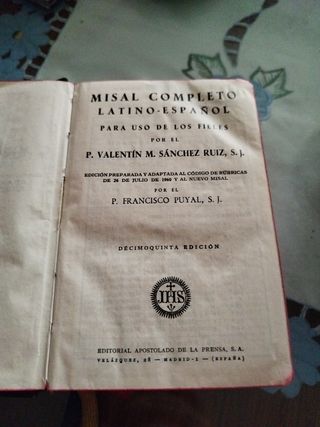 MISAL COMPLETO
LATINO-ESPAÑOL
PARA USO DE LOS FIELES
POR EL
P. VALENTÍN M. SÁNCHEZ RUIZ, S. J.
EDICIÓN PREPARADA Y ADAPTADA AL CÓDIGO DE RÚBRICAS
DE 26 DE JULIO DE 1960 Y AL NUEVO MISAL
POR EL
P. FRANCISCO PUYAL, S. J.
DÉCIMOQUINTA EDICIÓN
IHS
EDITORIAL APOSTOLADO DE LA PRENSA, S. A.
VELÁZQUEZ, 28 — MADRID-1 — (ESPAÑA)